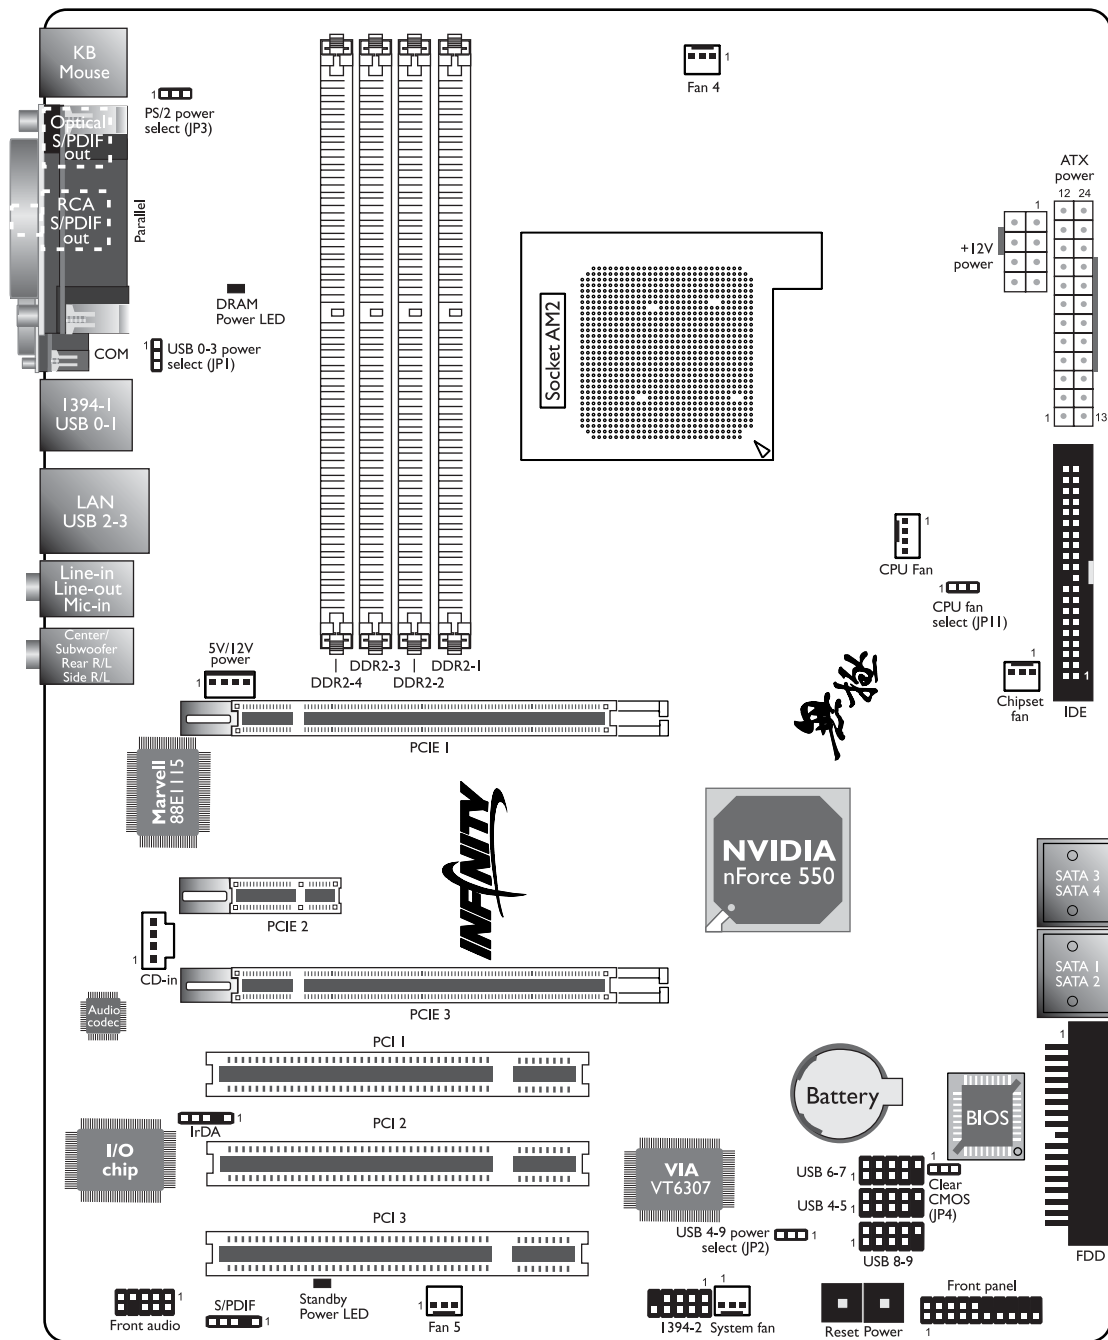 KB
Mouse
1
PS/2 power
select (JP3)
Optical
S/PDIF
out
RCA
S/PDIF
out
Parallel
DRAM
Power LED
COM
1
USB 0-3 power
select (JP1)
1394-1
USB 0-1
LAN
USB 2-3
Line-in
Line-out
Mic-in
Center/
Subwoofer
Rear R/L
Side R/L
5V/12V
power
1
DDR2-4
DDR2-3
DDR2-2
DDR2-1
1
Fan 4
Socket AM2
ATX
power
12 24
1
+12V
power
1 13
1
CPU Fan
1
CPU fan
select (JP11)
1
Chipset
fan
1
IDE
PCIE 1
Marvell
88E1115
INFINITY
NVIDIA
nForce 550
SATA 3
SATA 4
SATA 1
SATA 2
PCIE 2
1
CD-in
PCIE 3
Audio
codec
PCI 1
1
IrDA
PCI 2
I/O
chip
PCI 3
Battery
BIOS
1
FDD
VIA
VT6307
USB 6-7
1
1
Clear
CMOS
(JP4)
USB 4-5
1
USB 4-9 power
select (JP2)
1
1
USB 8-9
1
Front audio
S/PDIF
1
Standby
Power LED
1
Fan 5
1
1394-2
1
System fan
Reset Power
Front panel
1